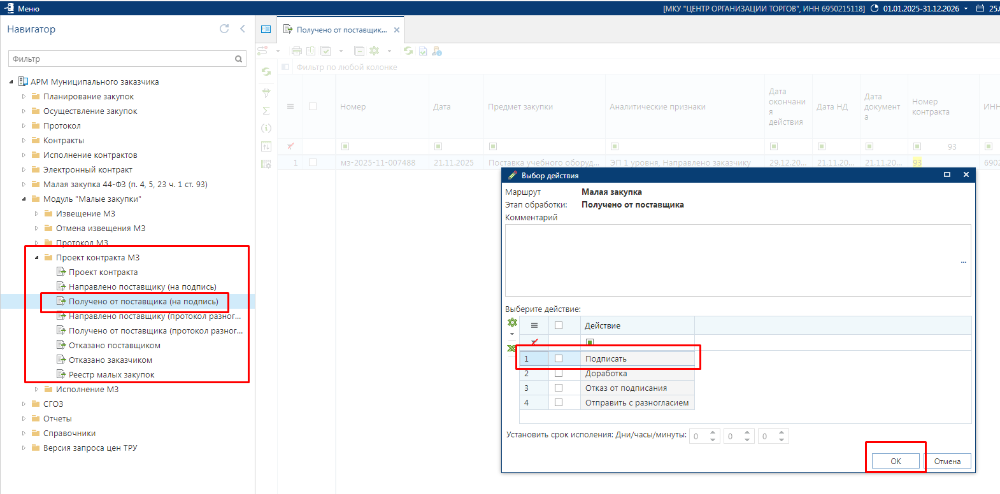 Меню
[МКУ "ЦЕНТР ОРГАНИЗАЦИИ ТОРГОВ", ИНН 6950215118]
01.01.2025-31.12.2026
25.
Навигатор
Получено от поставщик...
Фильтр
Фильтр по любой колонке
АРМ Муниципального заказчика
Планирование закупок
Осуществление закупок
Протокол
Контракты
Исполнение контрактов
Электронный контракт
Малая закупка 44-ФЗ (п. 4, 5, 23 ч. 1 ст. 93)
Модуль "Малые закупки"
Извещение МЗ
Отмена извещения МЗ
Протокол МЗ
Проект контракта МЗ
Проект контракта
Направлено поставщику (на подпись)
Получено от поставщика (на подпись)
Направлено поставщику (протокол разног...
Получено от поставщика (протокол разног...
Отказано поставщиком
Отказано заказчиком
Реестр малых закупок
Исполнение МЗ
СГОЗ
Отчеты
Справочники
Версия запроса цен ТРУ
Номер
Дата
Предмет закупки
Аналитические признаки
Дата
окончани
я
действия
Дата НД
Дата
документ
а
Номер
контракта
ИНН
93
1 мз-2025-11-007488 21.11.2025 Поставка учебного оборуд... ЭП 1 уровня, Направлено заказчику 29.12.20... 21.11.20... 21.11.20... 93 6902
Выбор действия
Маршрут Малая закупка
Этап обработки: Получено от поставщика
Комментарий
...
Выберите действие:
Действие
1 Подписать
2 Доработка
3 Отказ от подписания
4 Отправить с разногласием
Установить срок исполения: Дни/часы/минуты: 0 0 0
OK Отмена